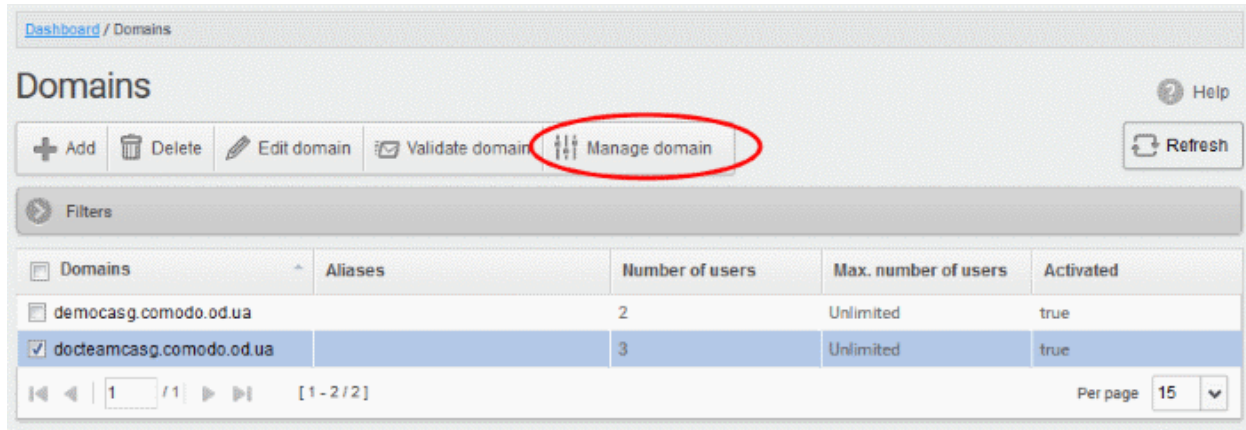 Dashboard / Domains
Domains
Help
Add Delete Edit domain Validate domain Manage domain Refresh
Filters
Domains Aliases Number of users Max. number of users Activated
democasg.comodo.od.ua 2 Unlimited true
docteamcasg.comodo.od.ua 3 Unlimited true
1 / 1 [ 1 - 2 / 2 ] Per page 15